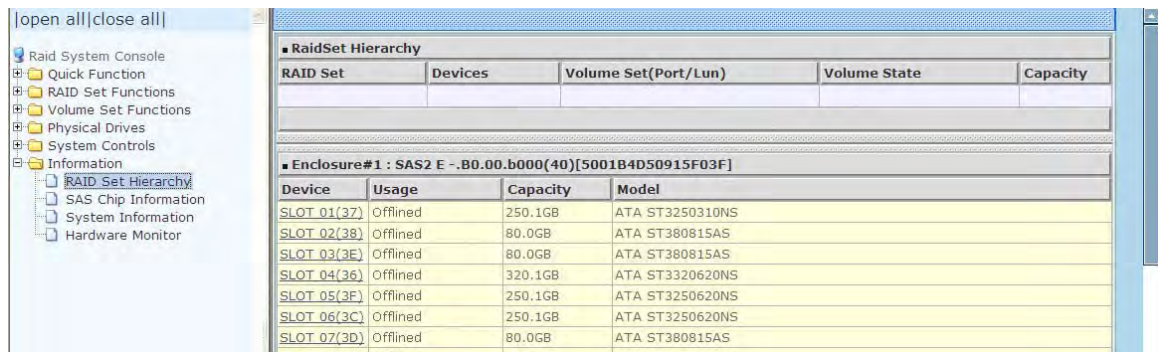 |open all|close all|
Raid System Console
Quick Function
RAID Set Functions
Volume Set Functions
Physical Drives
System Controls
Information
RAID Set Hierarchy
SAS Chip Information
System Information
Hardware Monitor
RaidSet Hierarchy
RAID Set Devices Volume Set(Port/Lun) Volume State Capacity
Enclosure#1 : SAS2 E -.B0.00.b000(40)[5001B4D50915F03F]
Device Usage Capacity Model
SLOT 01(37) Offlined 250.1GB ATA ST3250310NS
SLOT 02(38) Offlined 80.0GB ATA ST380815AS
SLOT 03(3E) Offlined 80.0GB ATA ST380815AS
SLOT 04(36) Offlined 320.1GB ATA ST3320620NS
SLOT 05(3F) Offlined 250.1GB ATA ST3250620NS
SLOT 06(3C) Offlined 250.1GB ATA ST3250620NS
SLOT 07(3D) Offlined 80.0GB ATA ST380815AS